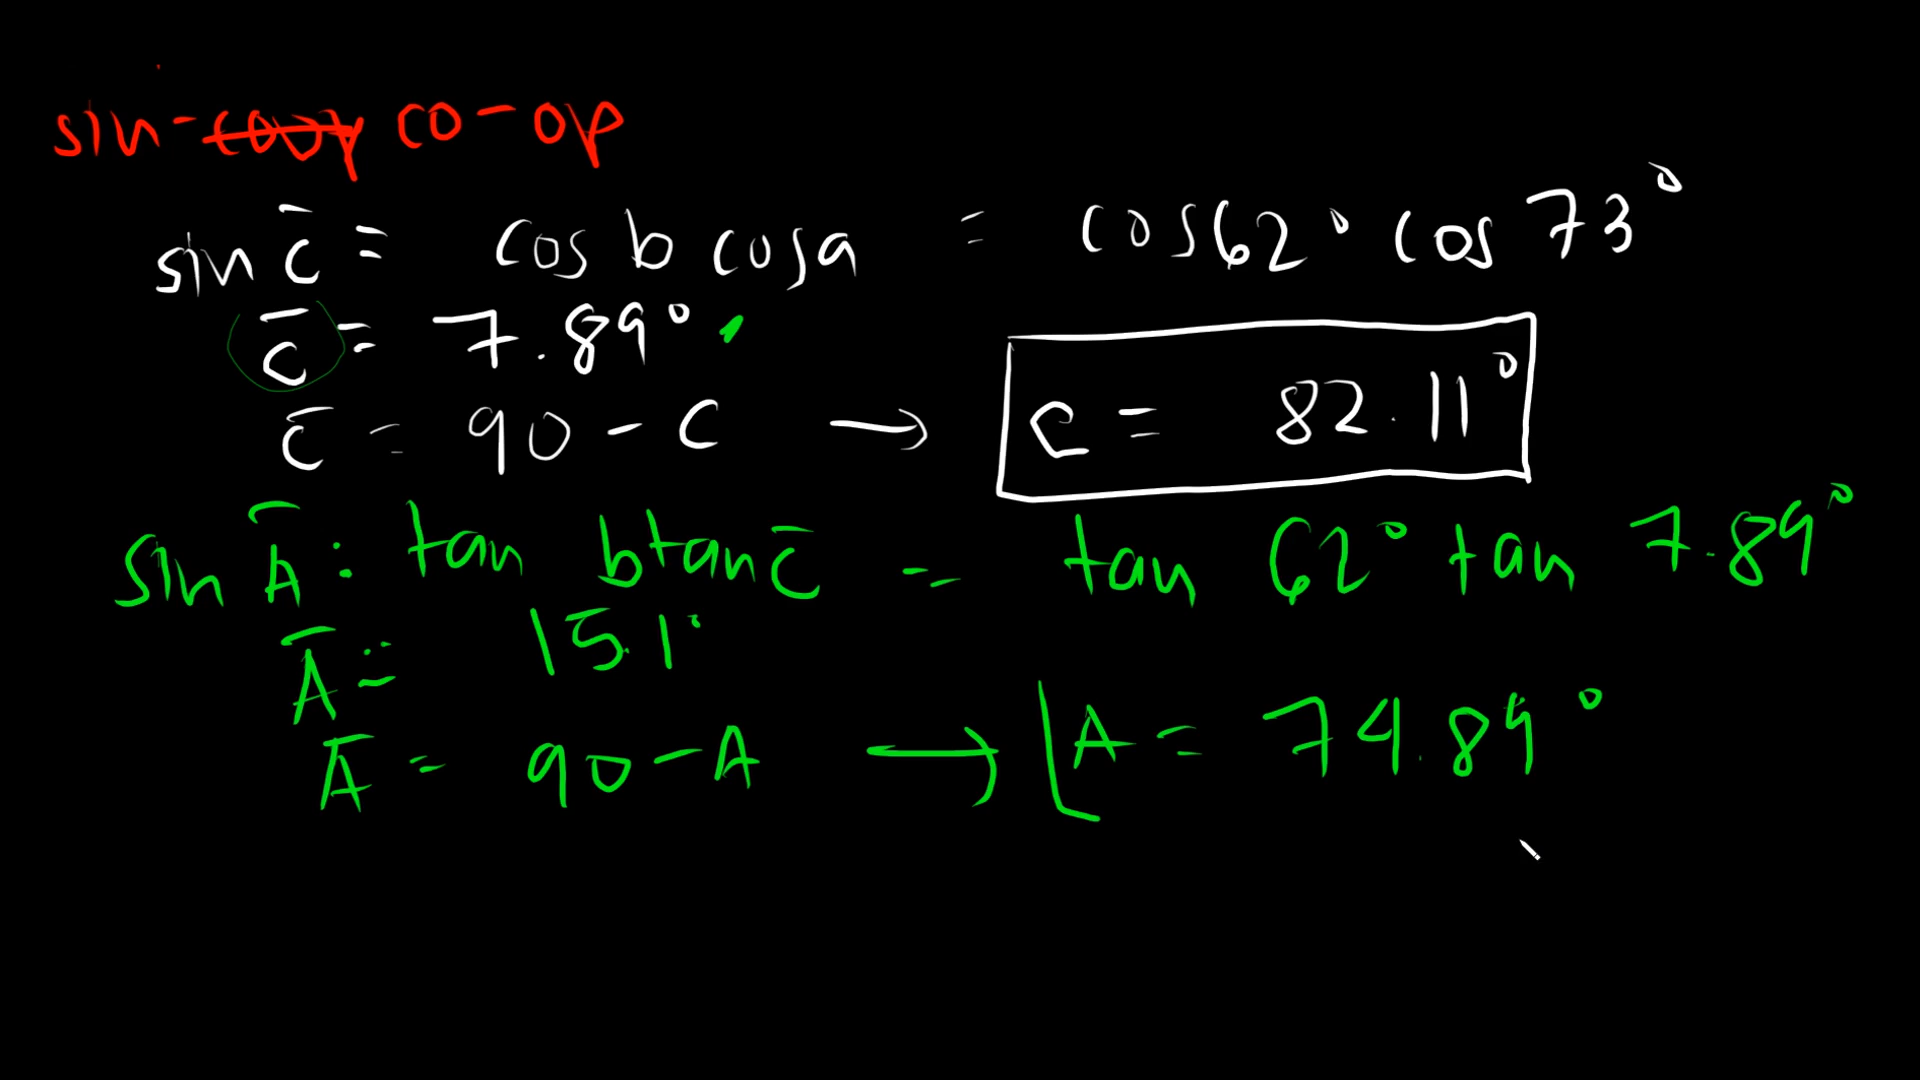 sin-co-op
sin c̄ = cos b cos a = cos 62° cos 73°
c̄ = 7.89°
c̄ = 90 - c → c = 82.11°
sin Ā : tan b tan c̄ = tan 62° tan 7.89°
Ā = 15.1°
Ā = 90 - A → A = 74.89°